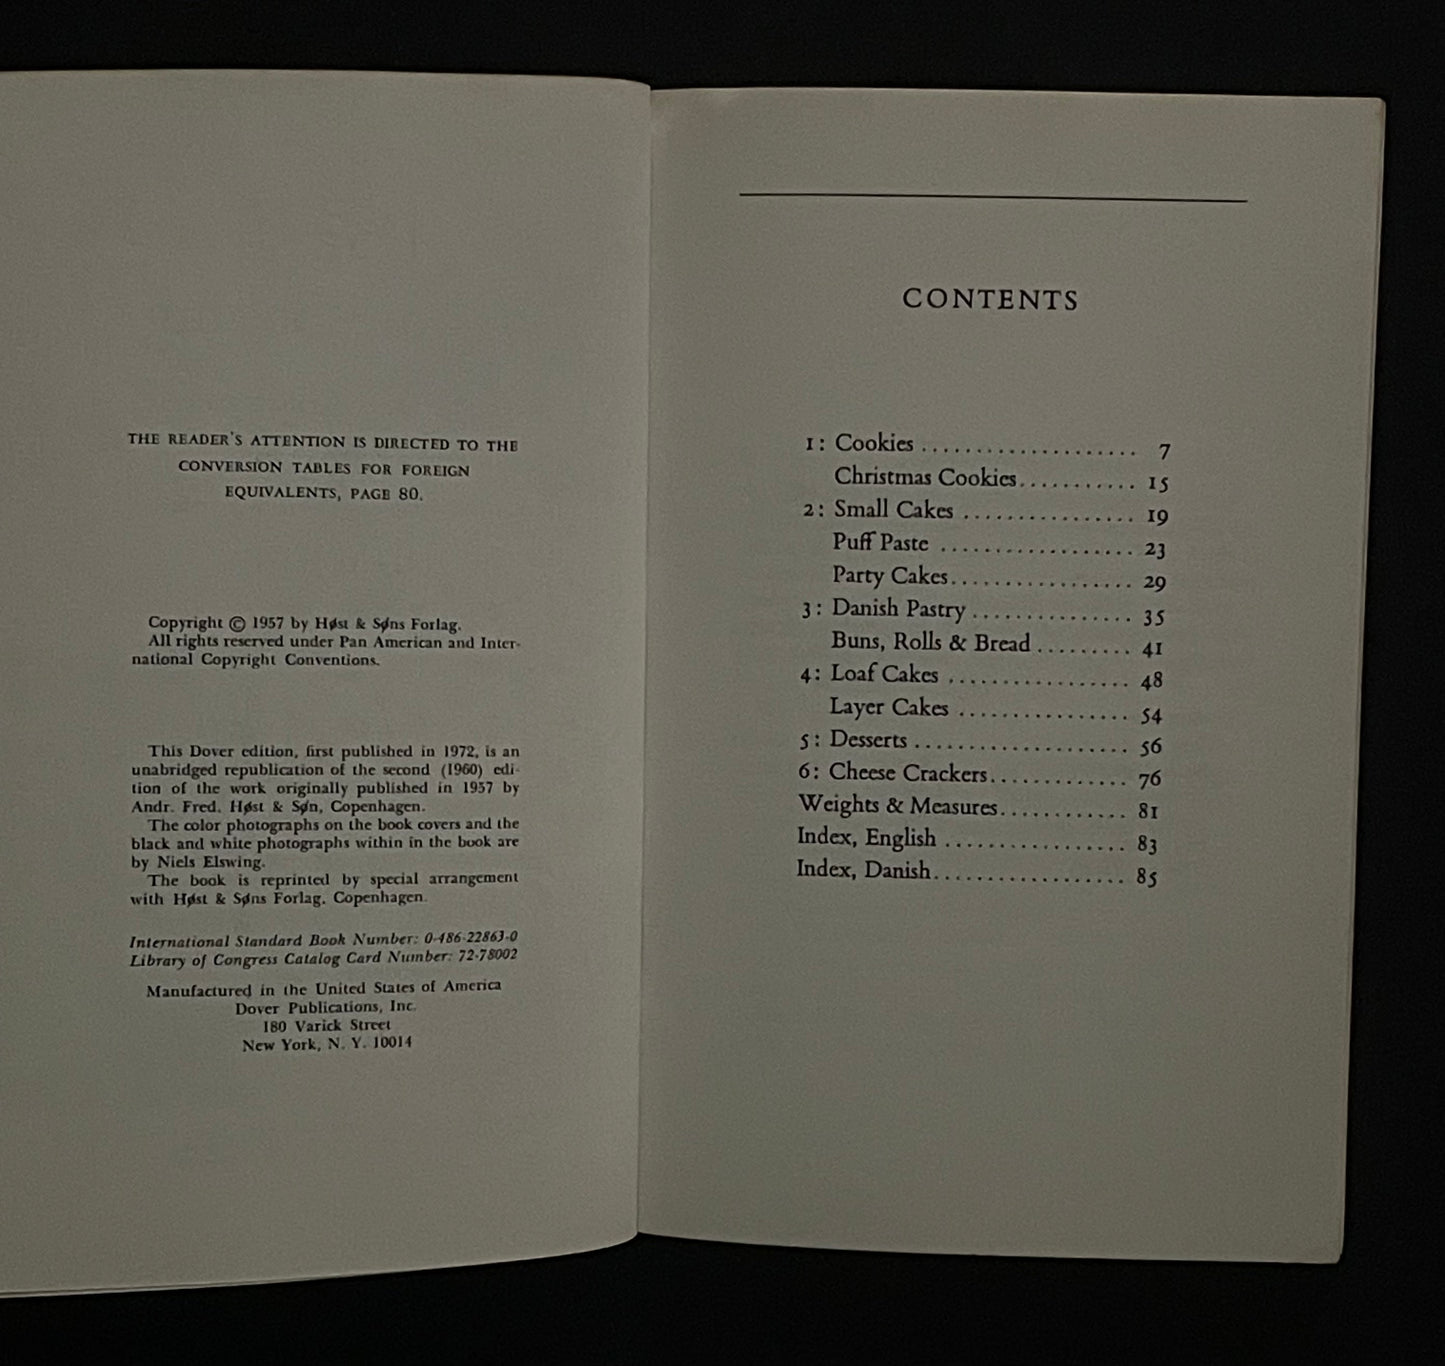 THE READER'S ATTENTION IS DIRECTED TO THE
CONVERSION TABLES FOR FOREIGN
EQUIVALENTS, PAGE 80.
Copyright © 1957 by Høst & Søns Forlag.
All rights reserved under Pan American and Inter-
national Copyright Conventions.
This Dover edition, first published in 1972, is an
unabridged republication of the second (1960) edi-
tion of the work originally published in 1957 by
Andr. Fred. Høst & Søn, Copenhagen.
The color photographs on the book covers and the
black and white photographs within in the book are
by Niels Elswing.
The book is reprinted by special arrangement
with Høst & Søns Forlag, Copenhagen.
International Standard Book Number: 0-486-22863-0
Library of Congress Catalog Card Number: 72-78002
Manufactured in the United States of America
Dover Publications, Inc.
180 Varick Street
New York, N. Y. 10014
CONTENTS
1: Cookies . . . . . . . . . . . . . . . . . . . . 7
Christmas Cookies . . . . . . . . . . . 15
2: Small Cakes . . . . . . . . . . . . . . . . 19
Puff Paste . . . . . . . . . . . . . . . . . . 23
Party Cakes . . . . . . . . . . . . . . . . . 29
3: Danish Pastry . . . . . . . . . . . . . . . 35
Buns, Rolls & Bread . . . . . . . . . 41
4: Loaf Cakes . . . . . . . . . . . . . . . . . 48
Layer Cakes . . . . . . . . . . . . . . . . 54
5: Desserts . . . . . . . . . . . . . . . . . . . . 56
6: Cheese Crackers . . . . . . . . . . . . . 76
Weights & Measures . . . . . . . . . . . . 81
Index, English . . . . . . . . . . . . . . . . . 83
Index, Danish . . . . . . . . . . . . . . . . . . 85